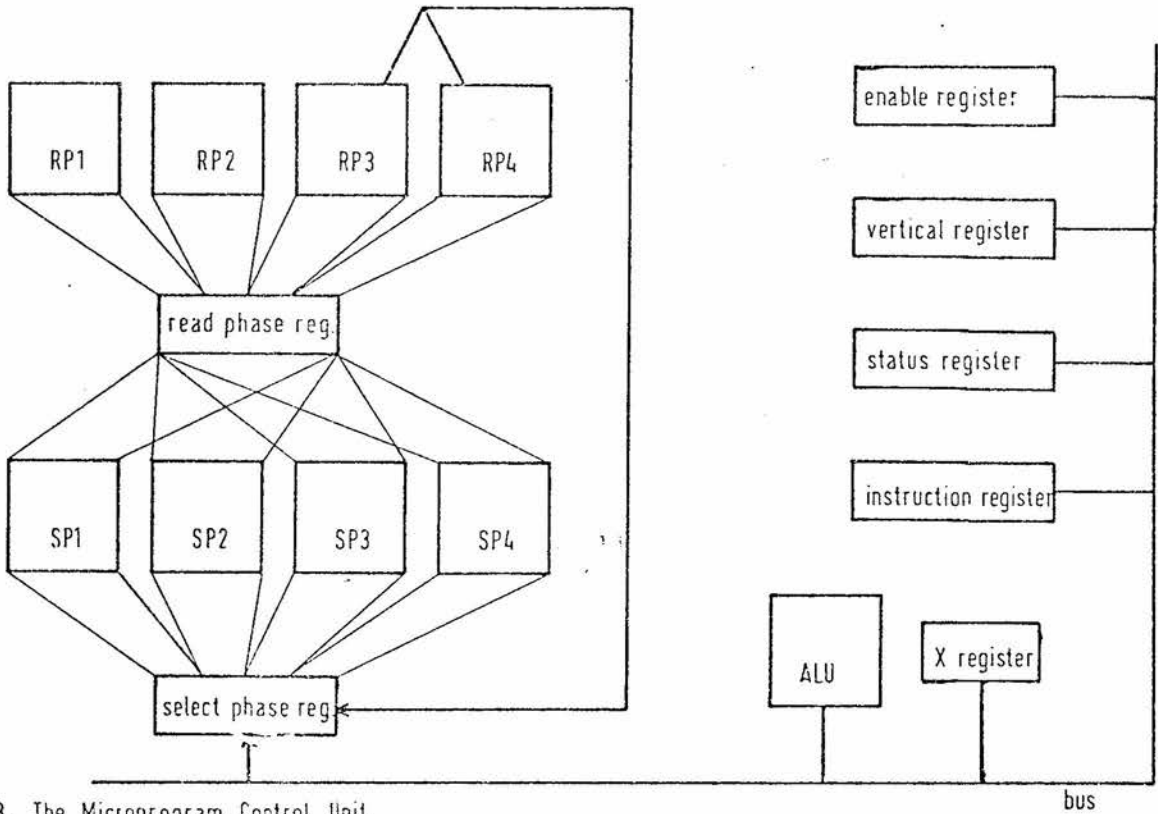 RP1
RP2
RP3
RP4
read phase reg.
SP1
SP2
SP3
SP4
select phase reg.
enable register
vertical register
status register
instruction register
ALU
X register
bus
The Microprogram Control Unit